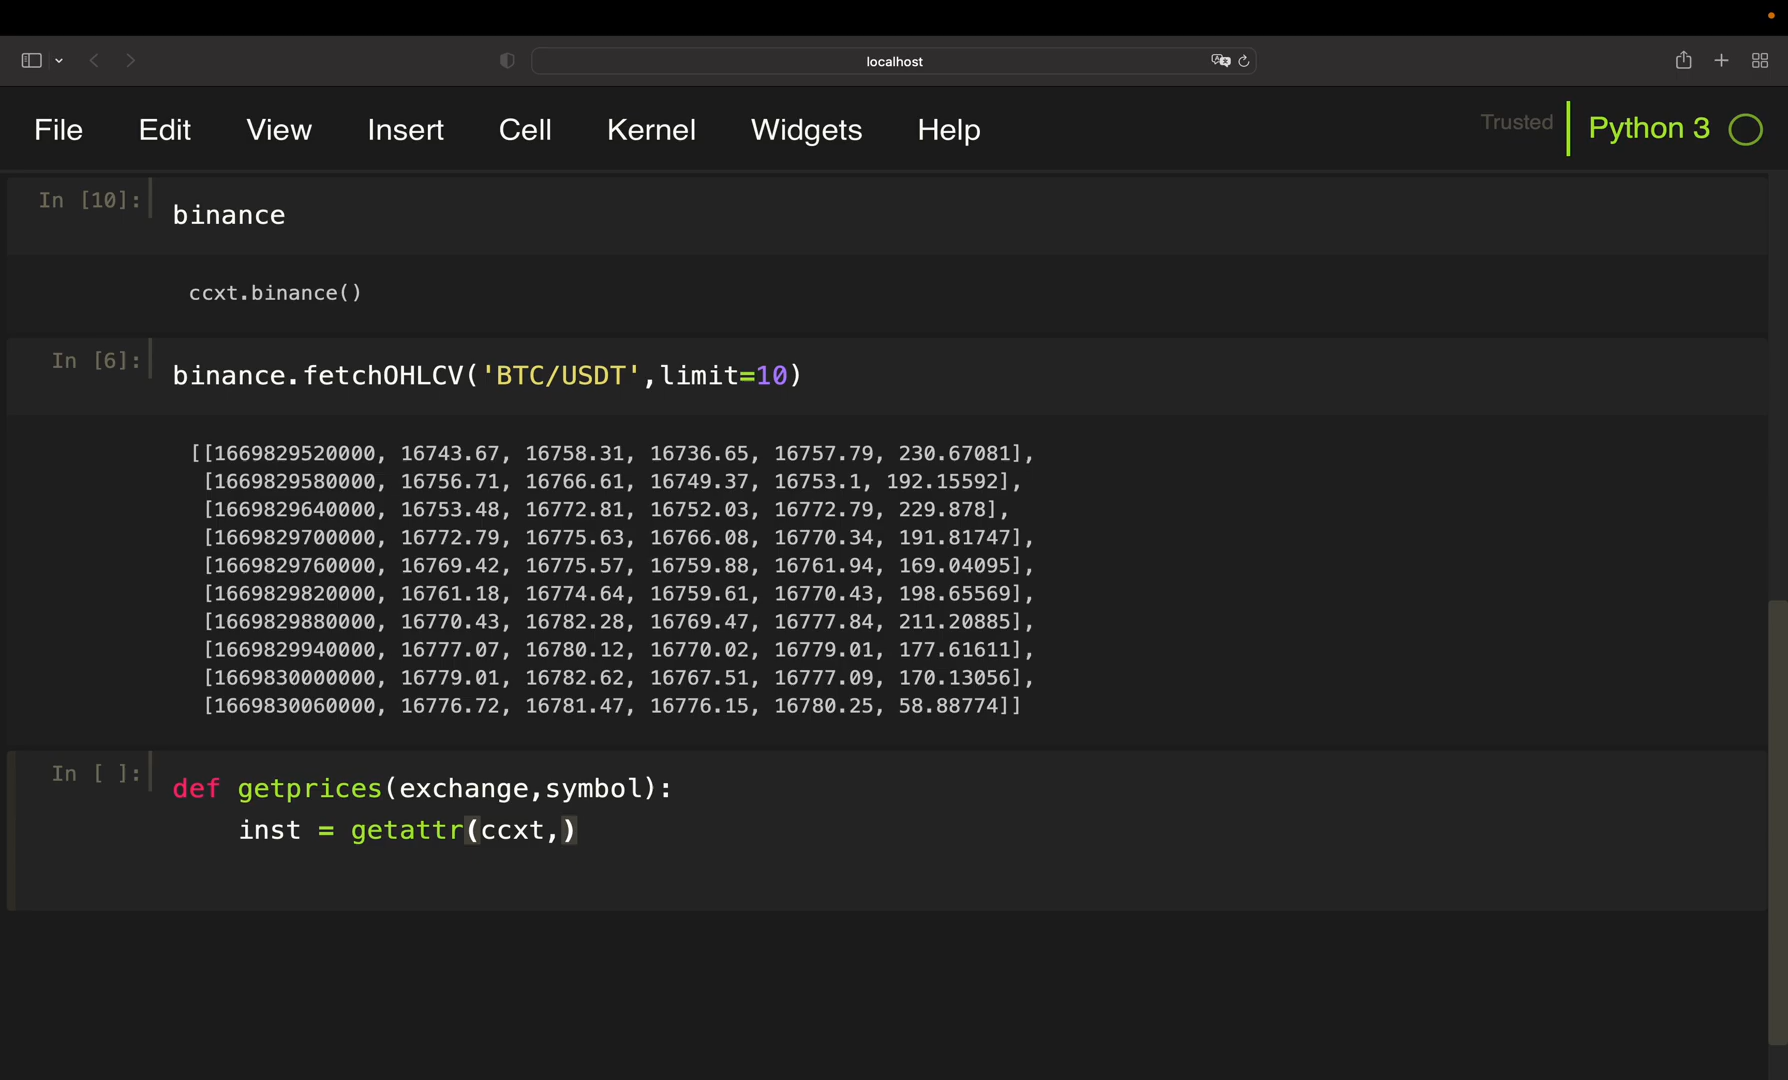 localhost
File Edit View Insert Cell Kernel Widgets Help Trusted Python 3
In [10]: binance
ccxt.binance()
In [6]: binance.fetchOHLCV('BTC/USDT',limit=10)
[[1669829520000, 16743.67, 16758.31, 16736.65, 16757.79, 230.67081],
[1669829580000, 16756.71, 16766.61, 16749.37, 16753.1, 192.15592],
[1669829640000, 16753.48, 16772.81, 16752.03, 16772.79, 229.878],
[1669829700000, 16772.79, 16775.63, 16766.08, 16770.34, 191.81747],
[1669829760000, 16769.42, 16775.57, 16759.88, 16761.94, 169.04095],
[1669829820000, 16761.18, 16774.64, 16759.61, 16770.43, 198.65569],
[1669829880000, 16770.43, 16782.28, 16769.47, 16777.84, 211.20885],
[1669829940000, 16777.07, 16780.12, 16770.02, 16779.01, 177.61611],
[1669830000000, 16779.01, 16782.62, 16767.51, 16777.09, 170.13056],
[1669830060000, 16776.72, 16781.47, 16776.15, 16780.25, 58.88774]]
In [ ]: def getprices(exchange,symbol):
inst = getattr(ccxt,)